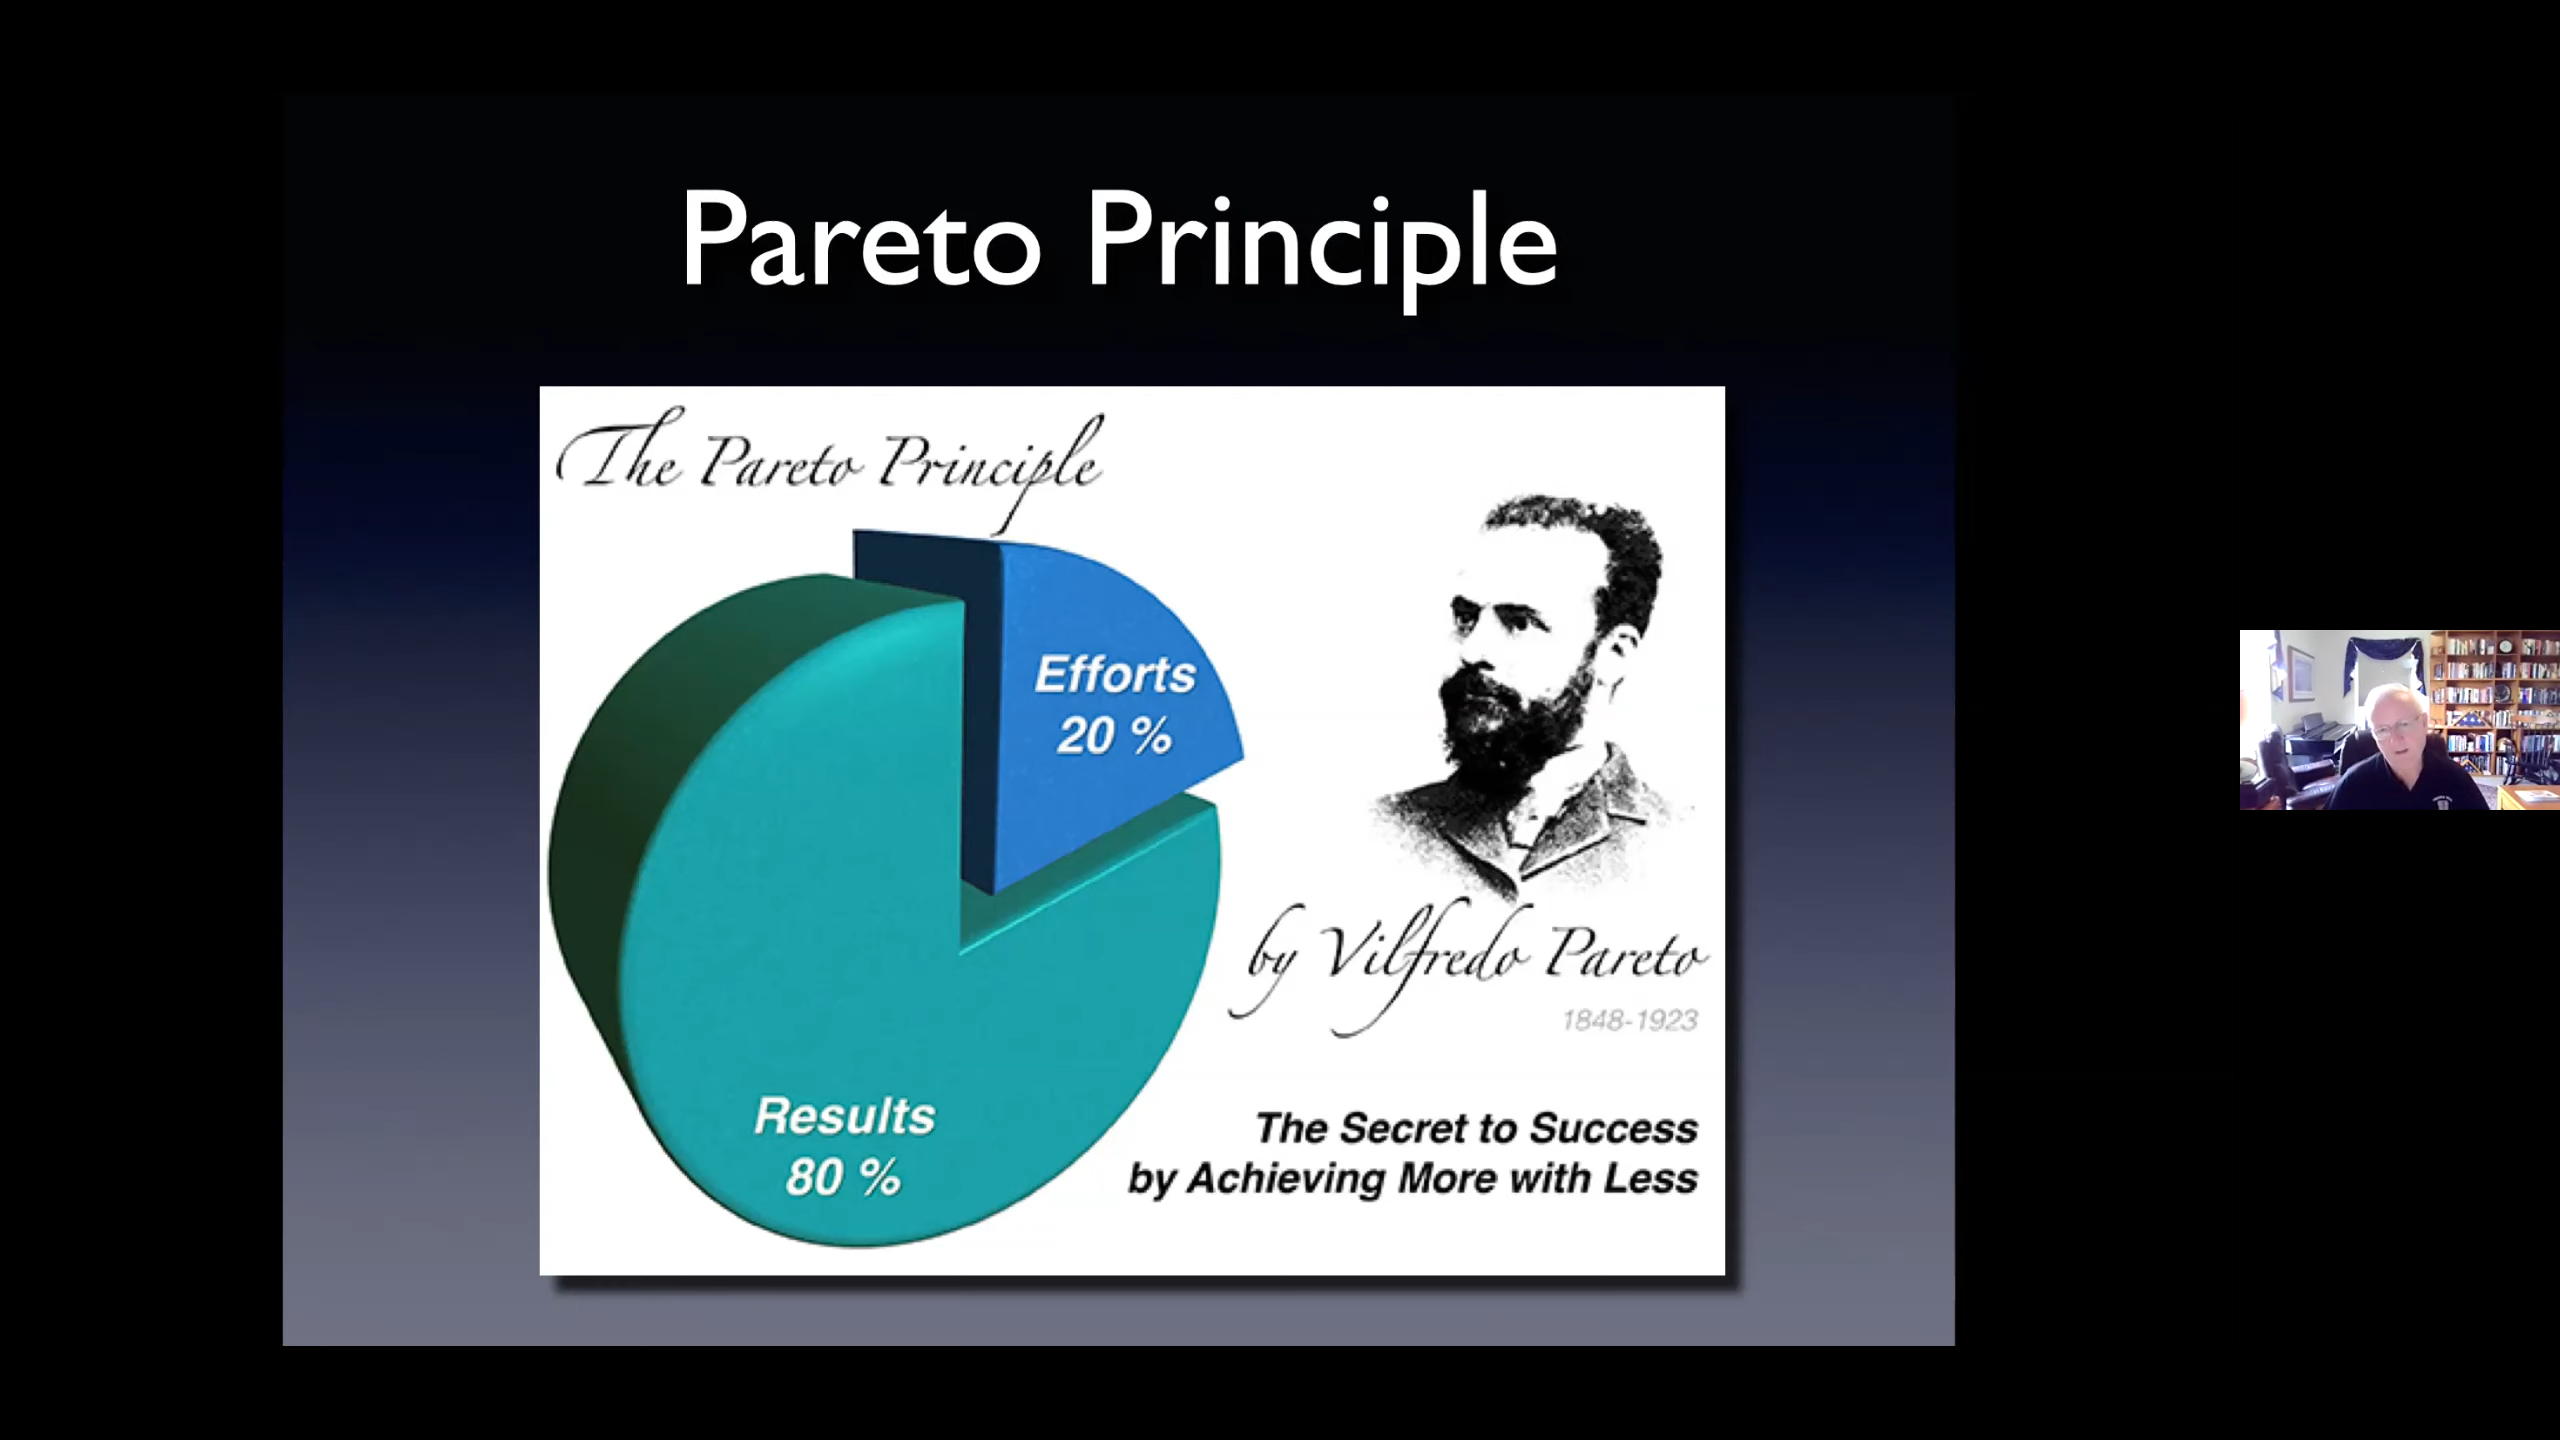 Pareto Principle
The Pareto Principle
Efforts
20 %
by Vilfredo Pareto
1848-1923
Results
80 %
The Secret to Success
by Achieving More with Less